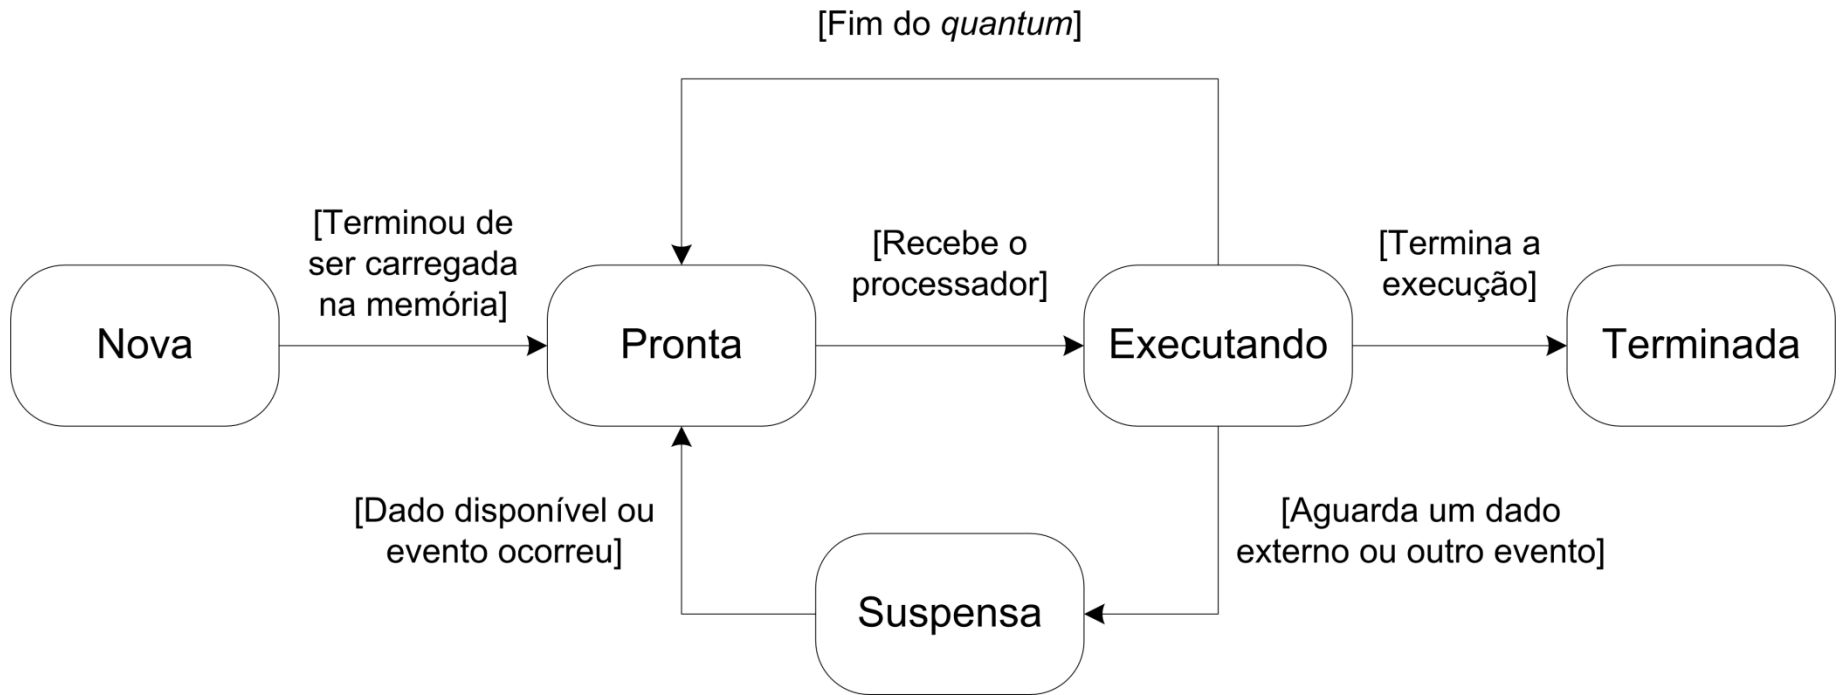 [Fim do quantum]
[Terminou de
ser carregada
na memória]
[Recebe o
processador]
[Termina a
execução]
Nova
Pronta
Executando
Terminada
[Dado disponível ou
evento ocorreu]
[Aguarda um dado
externo ou outro evento]
Suspensa